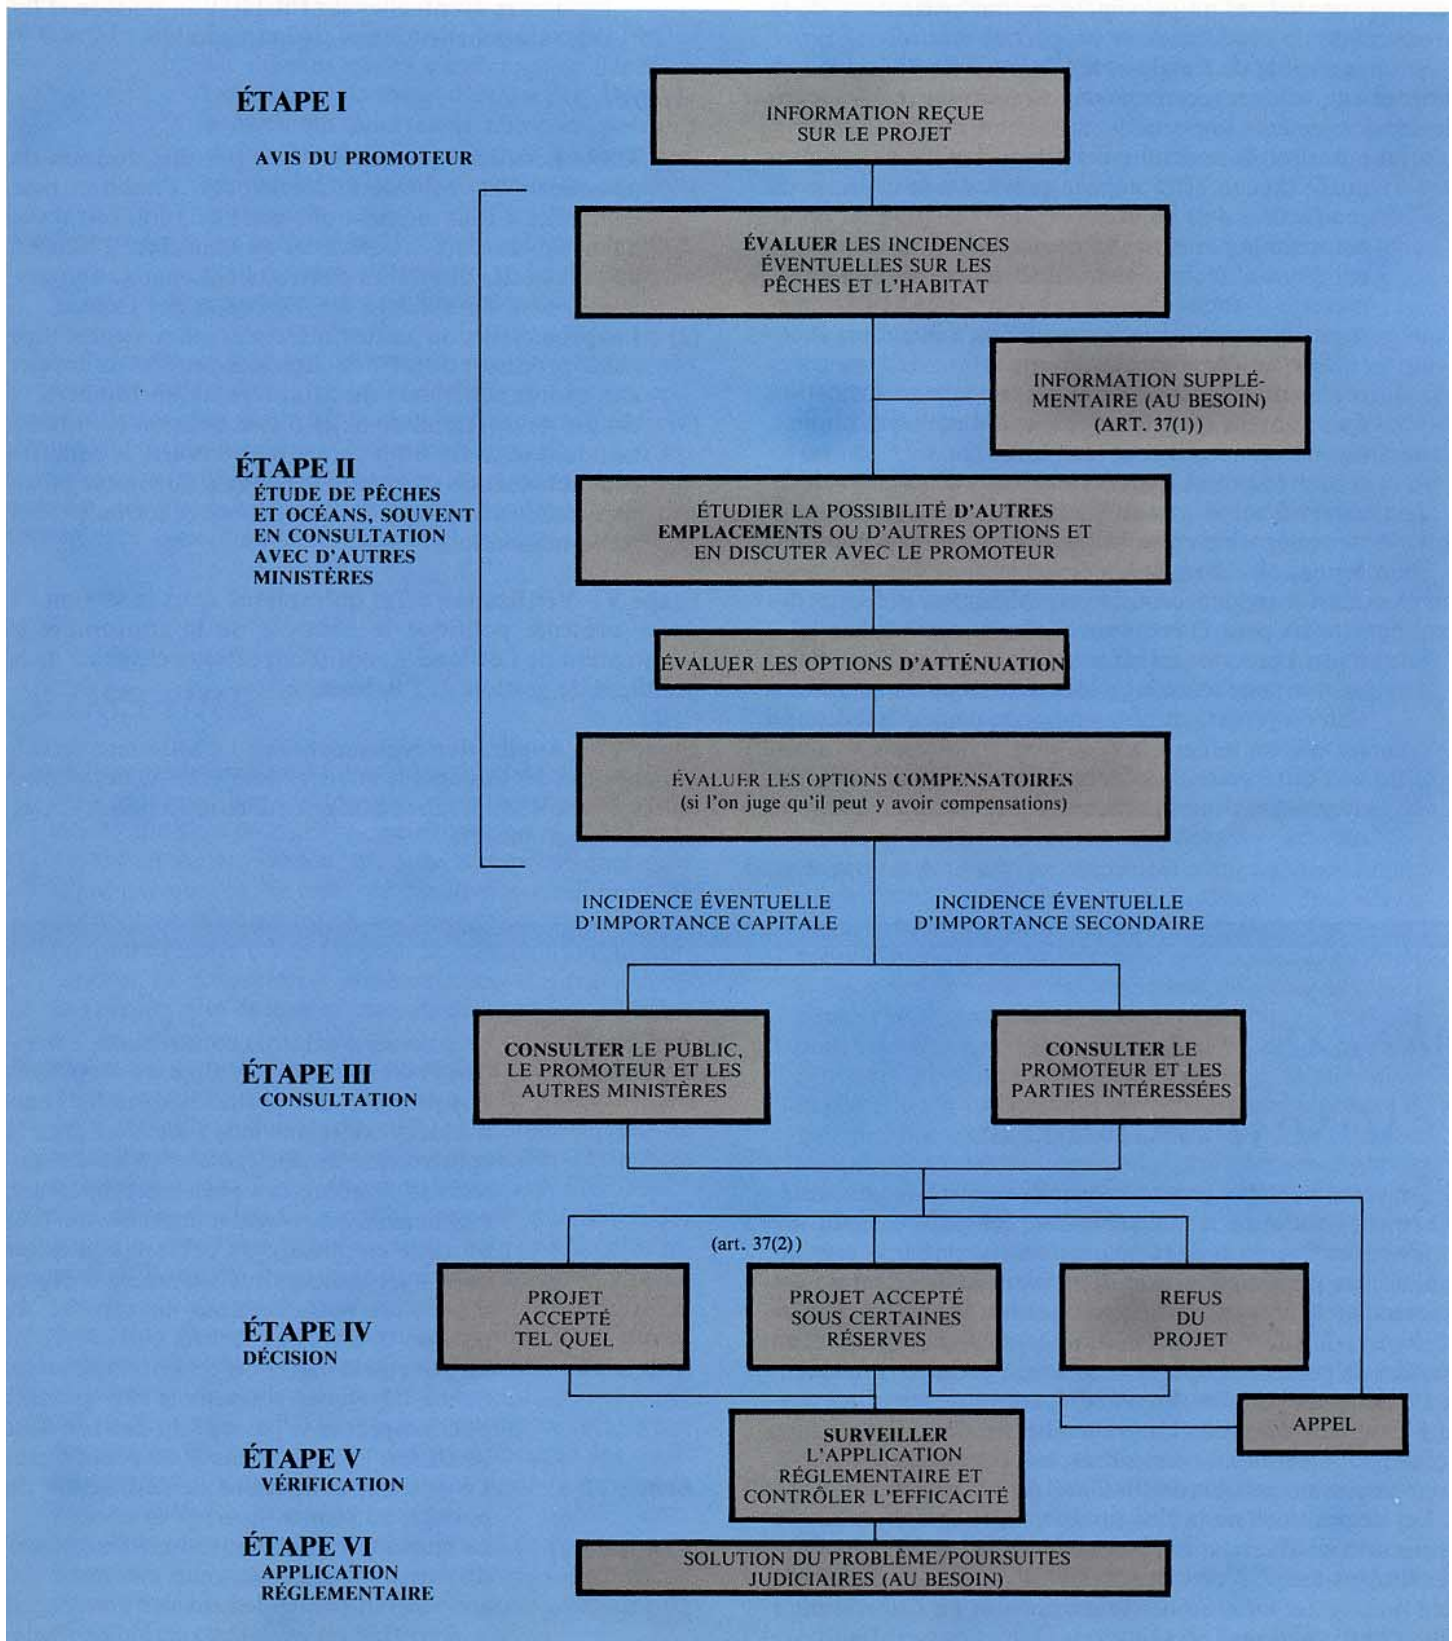 ÉTAPE I
AVIS DU PROMOTEUR
INFORMATION REÇUE
SUR LE PROJET
ÉVALUER LES INCIDENCES
ÉVENTUELLES SUR LES
PÊCHES ET L'HABITAT
INFORMATION SUPPLÉ-
MENTAIRE (AU BESOIN)
(ART. 37(1))
ÉTAPE II
ÉTUDE DE PÊCHES
ET OCÉANS, SOUVENT
EN CONSULTATION
AVEC D'AUTRES
MINISTÈRES
ÉTUDIER LA POSSIBILITÉ D'AUTRES
EMPLACEMENTS OU D'AUTRES OPTIONS ET
EN DISCUTER AVEC LE PROMOTEUR
ÉVALUER LES OPTIONS D'ATTÉNUATION
ÉVALUER LES OPTIONS COMPENSATOIRES
(si l'on juge qu'il peut y avoir compensations)
INCIDENCE ÉVENTUELLE
D'IMPORTANCE CAPITALE
INCIDENCE ÉVENTUELLE
D'IMPORTANCE SECONDAIRE
ÉTAPE III
CONSULTATION
CONSULTER LE PUBLIC,
LE PROMOTEUR ET LES
AUTRES MINISTÈRES
CONSULTER LE
PROMOTEUR ET LES
PARTIES INTÉRESSÉES
(art. 37(2))
ÉTAPE IV
DÉCISION
PROJET
ACCEPTÉ
TEL QUEL
PROJET ACCEPTÉ
SOUS CERTAINES
RÉSERVES
REFUS
DU
PROJET
APPEL
ÉTAPE V
VÉRIFICATION
SURVEILLER
L'APPLICATION
RÉGLEMENTAIRE ET
CONTRÔLER L'EFFICACITÉ
ÉTAPE VI
APPLICATION
RÉGLEMENTAIRE
SOLUTION DU PROBLÈME/POURSUITES
JUDICIAIRES (AU BESOIN)